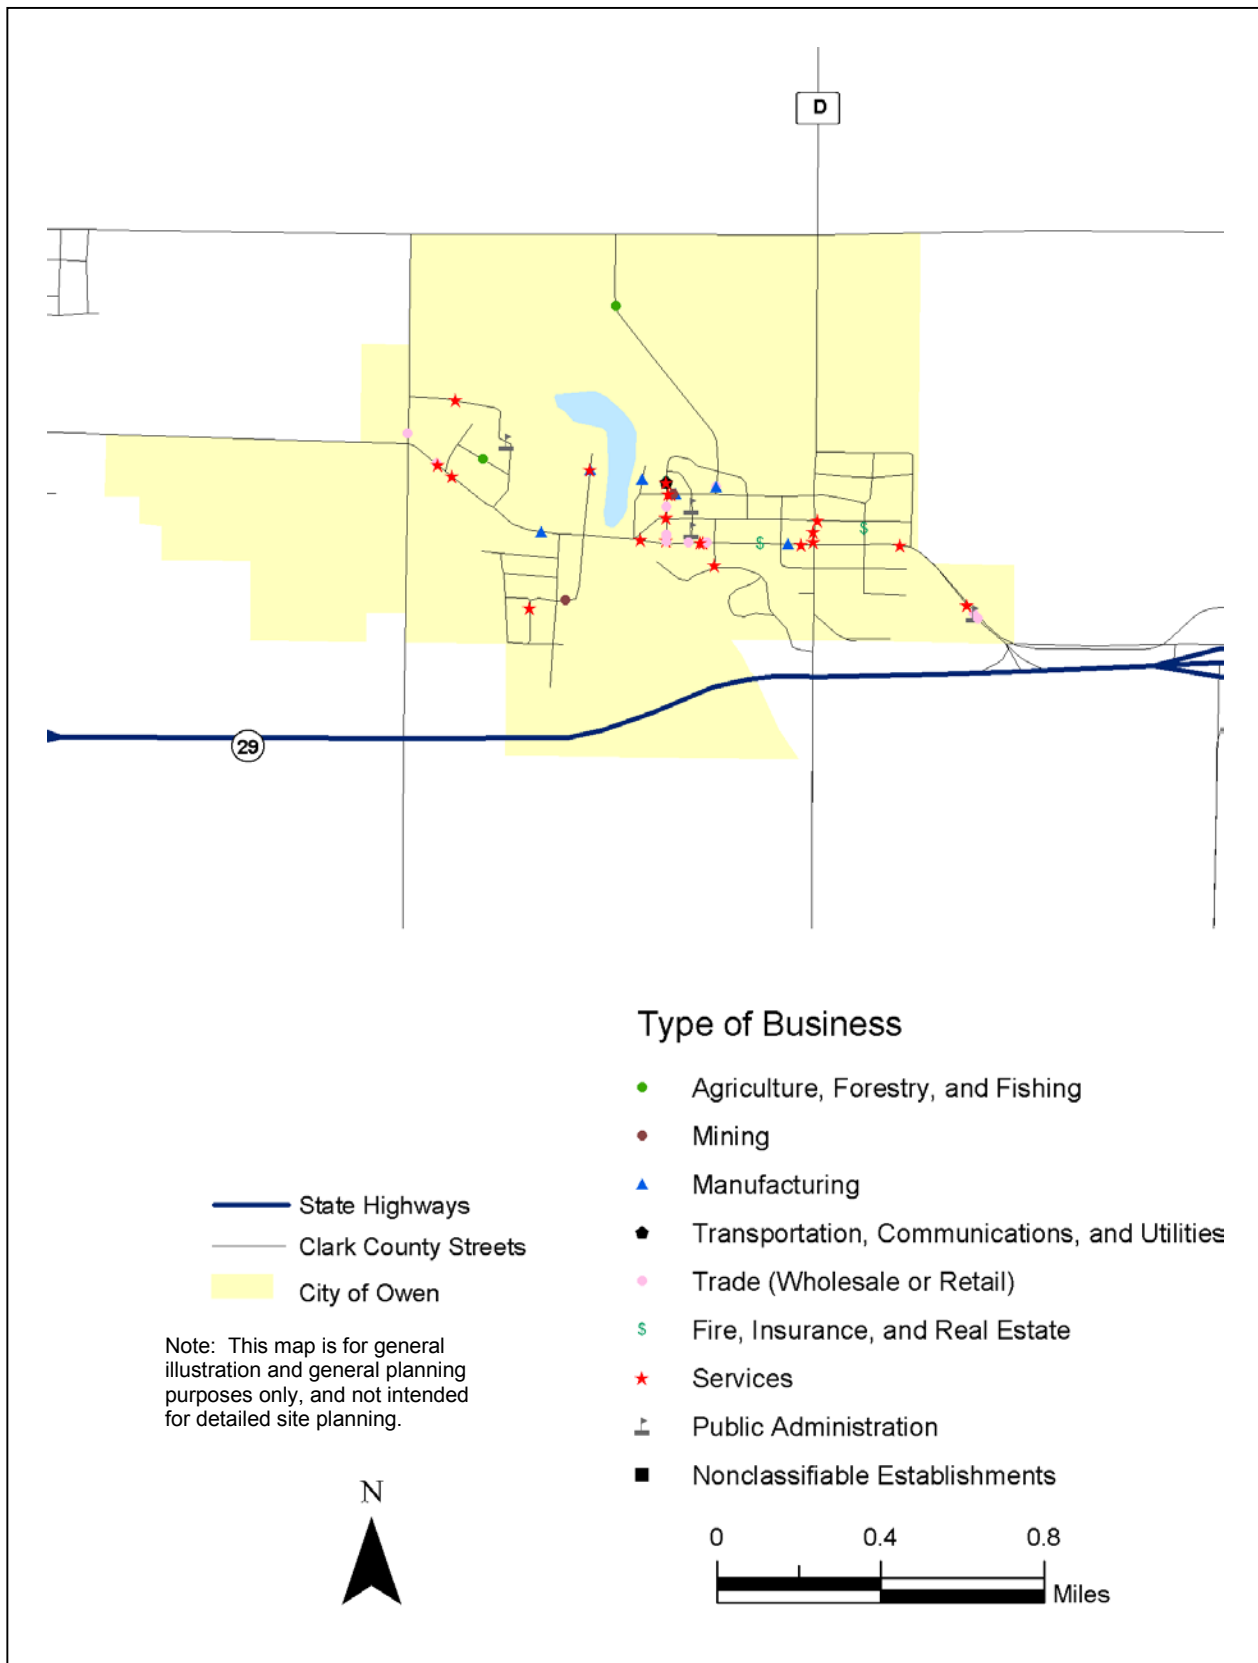 D
29
Type of Business
Agriculture, Forestry, and Fishing
Mining
Manufacturing
Transportation, Communications, and Utilities
Trade (Wholesale or Retail)
$ Fire, Insurance, and Real Estate
Services
Public Administration
Nonclassifiable Establishments
State Highways
Clark County Streets
City of Owen
Note: This map is for general
illustration and general planning
purposes only, and not intended
for detailed site planning.
N
0 0.4 0.8
Miles